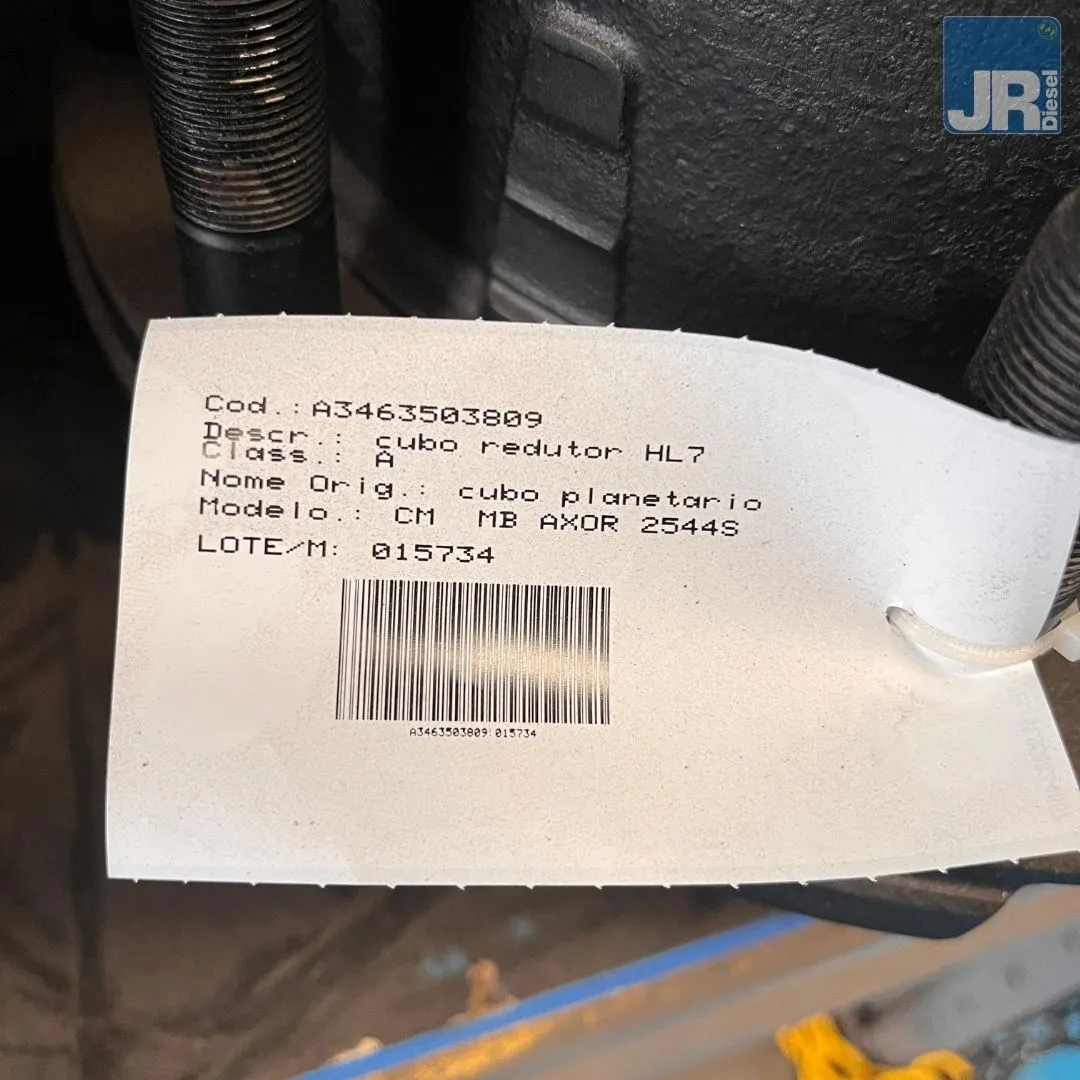 JR Diesel
Cod.: A3463503809
Descr.: cubo redutor HL7
Class.: A
Nome Orig.: cubo planetario
Modelo.: CM MB AXOR 2544S
LOTE/M: 015734
A3463503809:015734